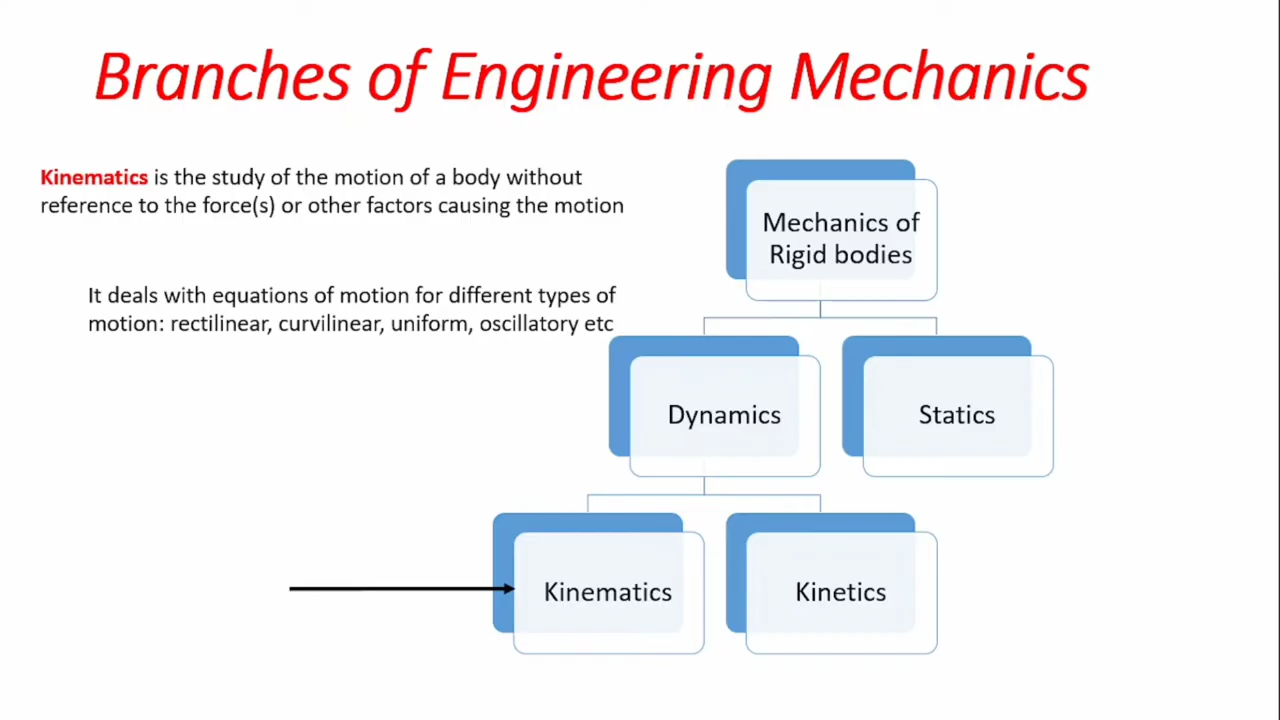 Branches of Engineering Mechanics
Kinematics is the study of the motion of a body without
reference to the force(s) or other factors causing the motion
It deals with equations of motion for different types of
motion: rectilinear, curvilinear, uniform, oscillatory etc
Mechanics of
Rigid bodies
Dynamics
Statics
Kinematics
Kinetics